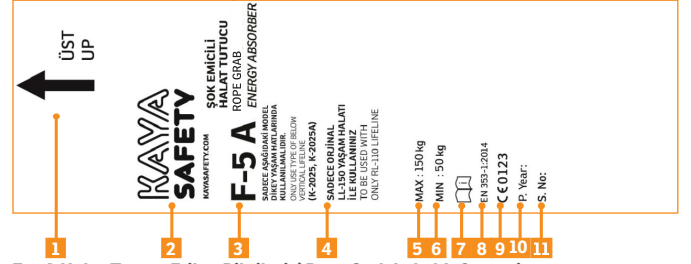 ÜST
UP
KAYA
SAFETY
KAYASAFETY.COM
ŞOK EMİCİLİ
HALAT TUTUCU
ROPE GRAB
ENERGY ABSORBER
F-5 A
SADECE AŞAĞIDAKİ MODEL
DİKEY YAŞAM HATLARINDA
KULLANILMALIDIR.
ONLY USE TYPE OF BELOW
VERTICAL LIFELINE
(K-2025, K-2025A)
SADECE ORJİNAL
LL-150 YAŞAM HALATI
İLE KULLANINIZ
TO BE USED WITH
ONLY RL-110 LIFELINE
MAX : 150 kg
MIN : 50 kg
i
EN 353-1:2014
CE 0123
P. Year:
S. No:
1 2 3 4 5 6 7 8 9 10 11